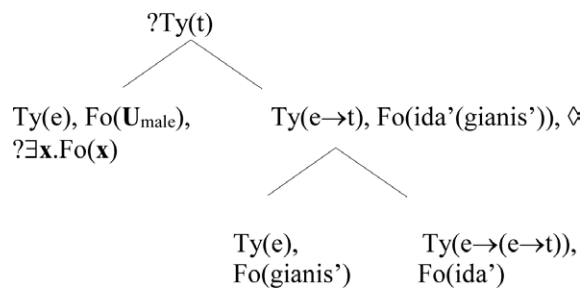 ?Ty(t)
Ty(e), Fo(Uₘₐₗₑ), Ty(e→t), Fo(ida’(gianis’)), ◊
?∃x.Fo(x)
Ty(e), Ty(e→(e→t)),
Fo(gianis’) Fo(ida’)